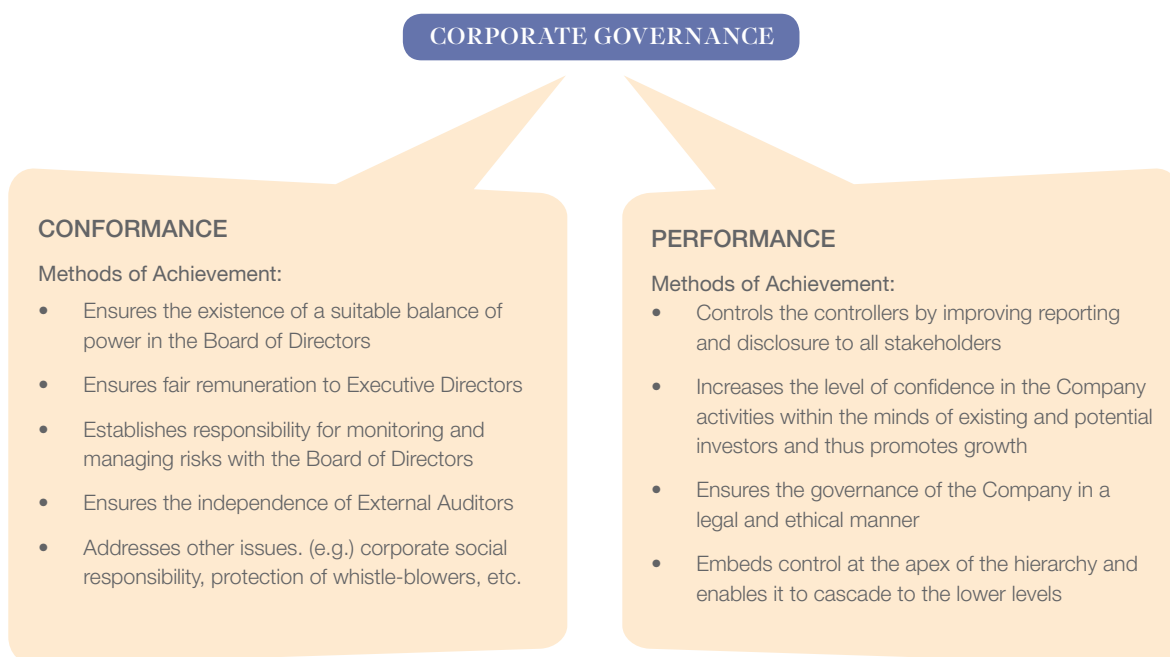 CORPORATE GOVERNANCE
CONFORMANCE
Methods of Achievement:
• Ensures the existence of a suitable balance of
power in the Board of Directors
• Ensures fair remuneration to Executive Directors
• Establishes responsibility for monitoring and
managing risks with the Board of Directors
• Ensures the independence of External Auditors
• Addresses other issues. (e.g.) corporate social
responsibility, protection of whistle-blowers, etc.
PERFORMANCE
Methods of Achievement:
• Controls the controllers by improving reporting
and disclosure to all stakeholders
• Increases the level of confidence in the Company
activities within the minds of existing and potential
investors and thus promotes growth
• Ensures the governance of the Company in a
legal and ethical manner
• Embeds control at the apex of the hierarchy and
enables it to cascade to the lower levels